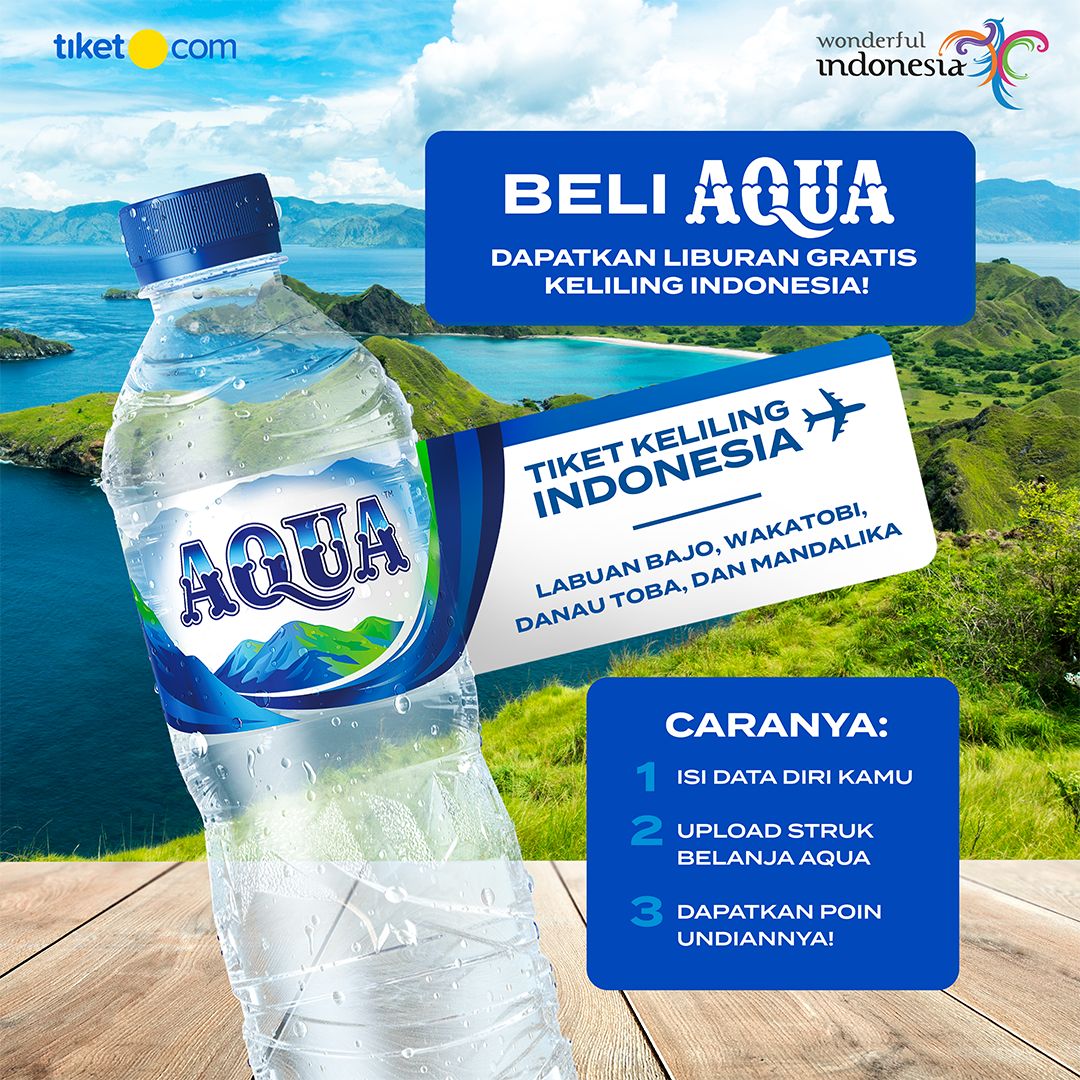 tiket com
wonderful
indonesia
BELI AQUA
DAPATKAN LIBURAN GRATIS
KELILING INDONESIA!
TIKET KELILING
INDONESIA
LABUAN BAJO, WAKATOBI,
DANAU TOBA, DAN MANDALIKA
AQUA™
CARANYA:
1 ISI DATA DIRI KAMU
2 UPLOAD STRUK
BELANJA AQUA
3 DAPATKAN POIN
UNDIANNYA!